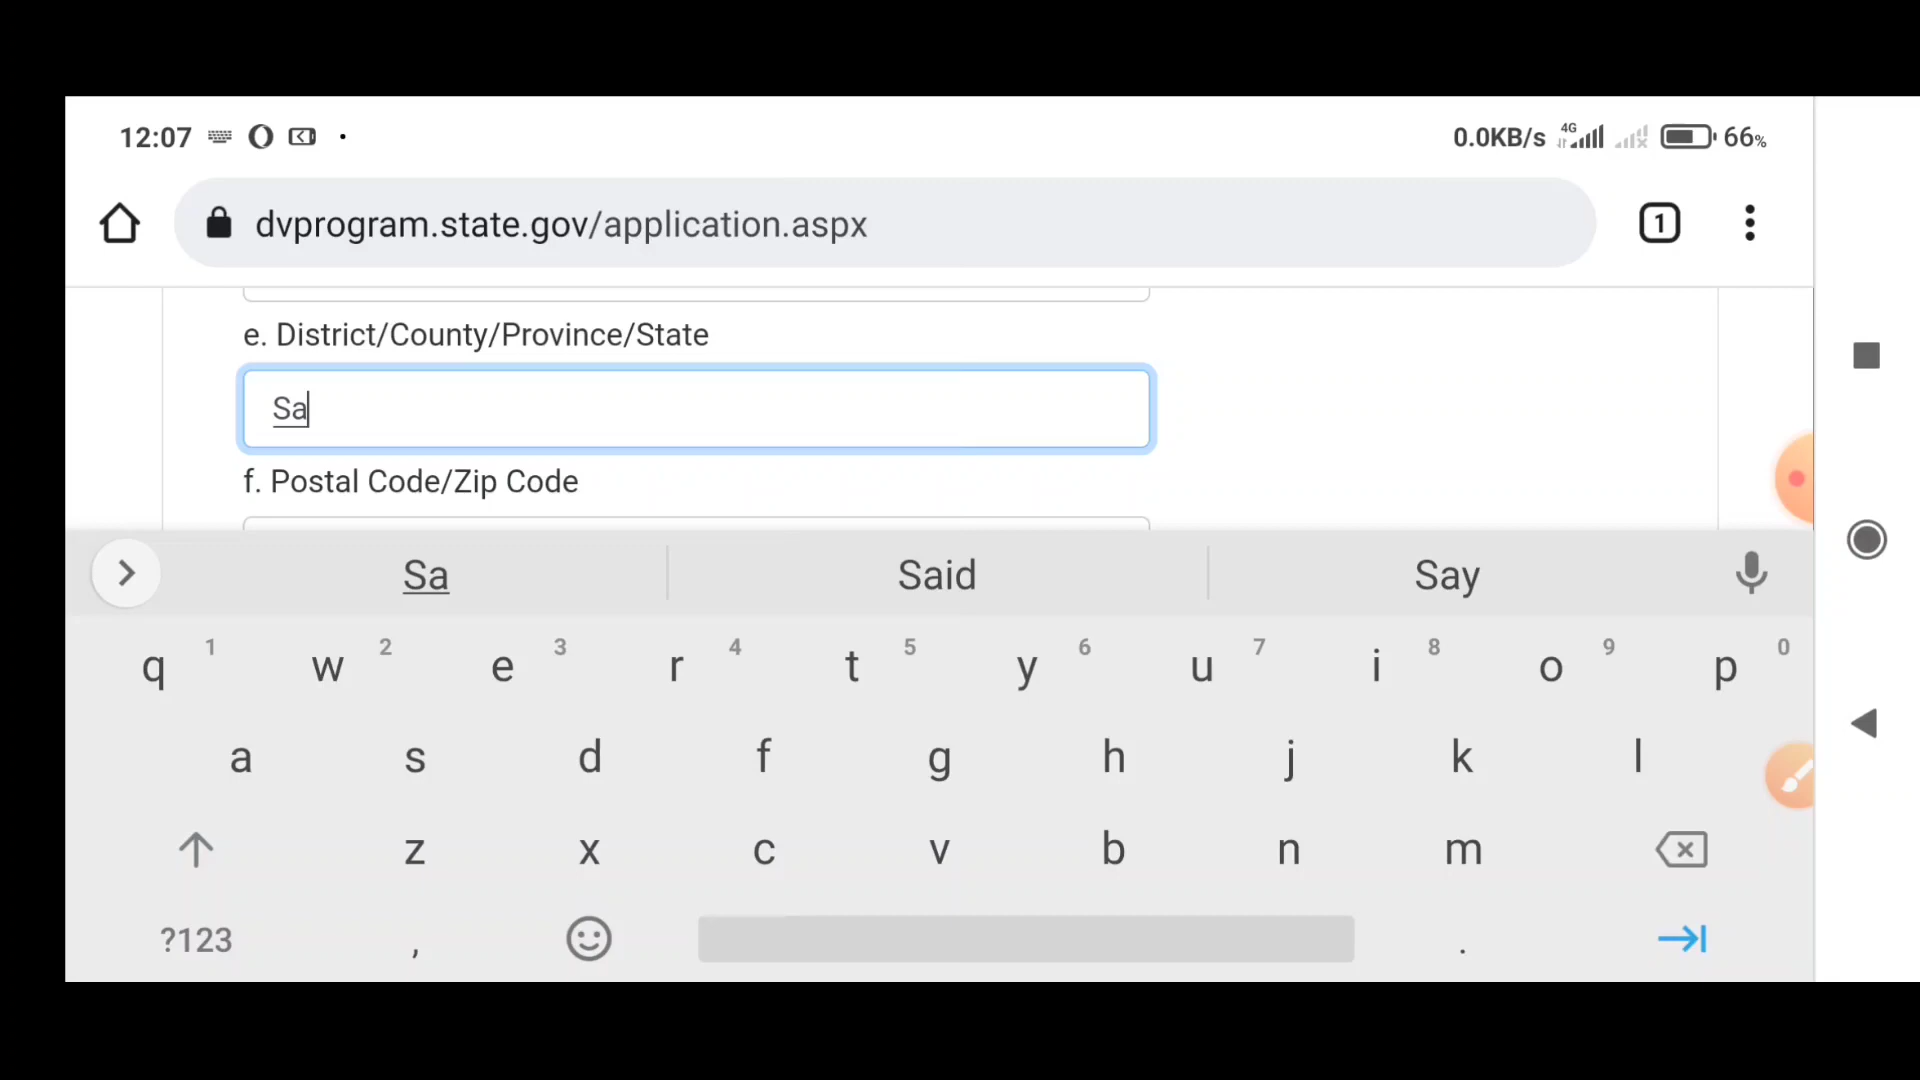 12:07
0.0KB/s 4G 66%
dvprogram.state.gov/application.aspx
1
e. District/County/Province/State
Sa
f. Postal Code/Zip Code
Sa Said Say
q 1 w 2 e 3 r 4 t 5 y 6 u 7 i 8 o 9 p 0
a s d f g h j k l
z x c v b n m
?123 , .